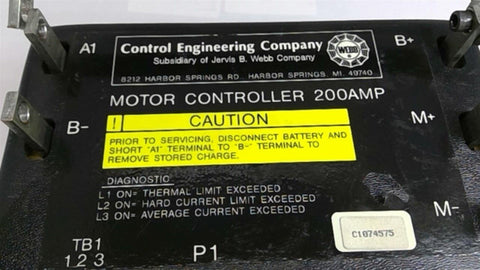 A1
Control Engineering Company
Subsidiary of Jervis B. Webb Company
WEBB
8212 HARBOR SPRINGS RD., HARBOR SPRINGS, MI. 49740
B+
MOTOR CONTROLLER 200AMP
B-
! CAUTION
M+
PRIOR TO SERVICING, DISCONNECT BATTERY AND
SHORT "A1" TERMINAL TO "B-" TERMINAL TO
REMOVE STORED CHARGE.
DIAGNOSTIC
L1 ON= THERMAL LIMIT EXCEEDED
L2 ON= HARD CURRENT LIMIT EXCEEDED
L3 ON= AVERAGE CURRENT EXCEEDED
M-
C1074575
TB1
1 2 3
P1